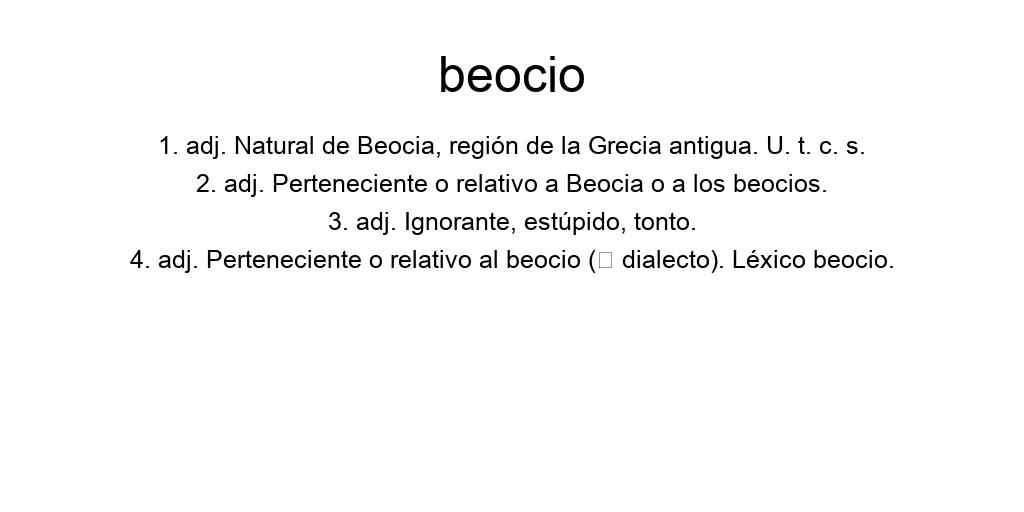 beocio
1. adj. Natural de Beocia, región de la Grecia antigua. U. t. c. s.
2. adj. Perteneciente o relativo a Beocia o a los beocios.
3. adj. Ignorante, estúpido, tonto.
4. adj. Perteneciente o relativo al beocio (□ dialecto). Léxico beocio.